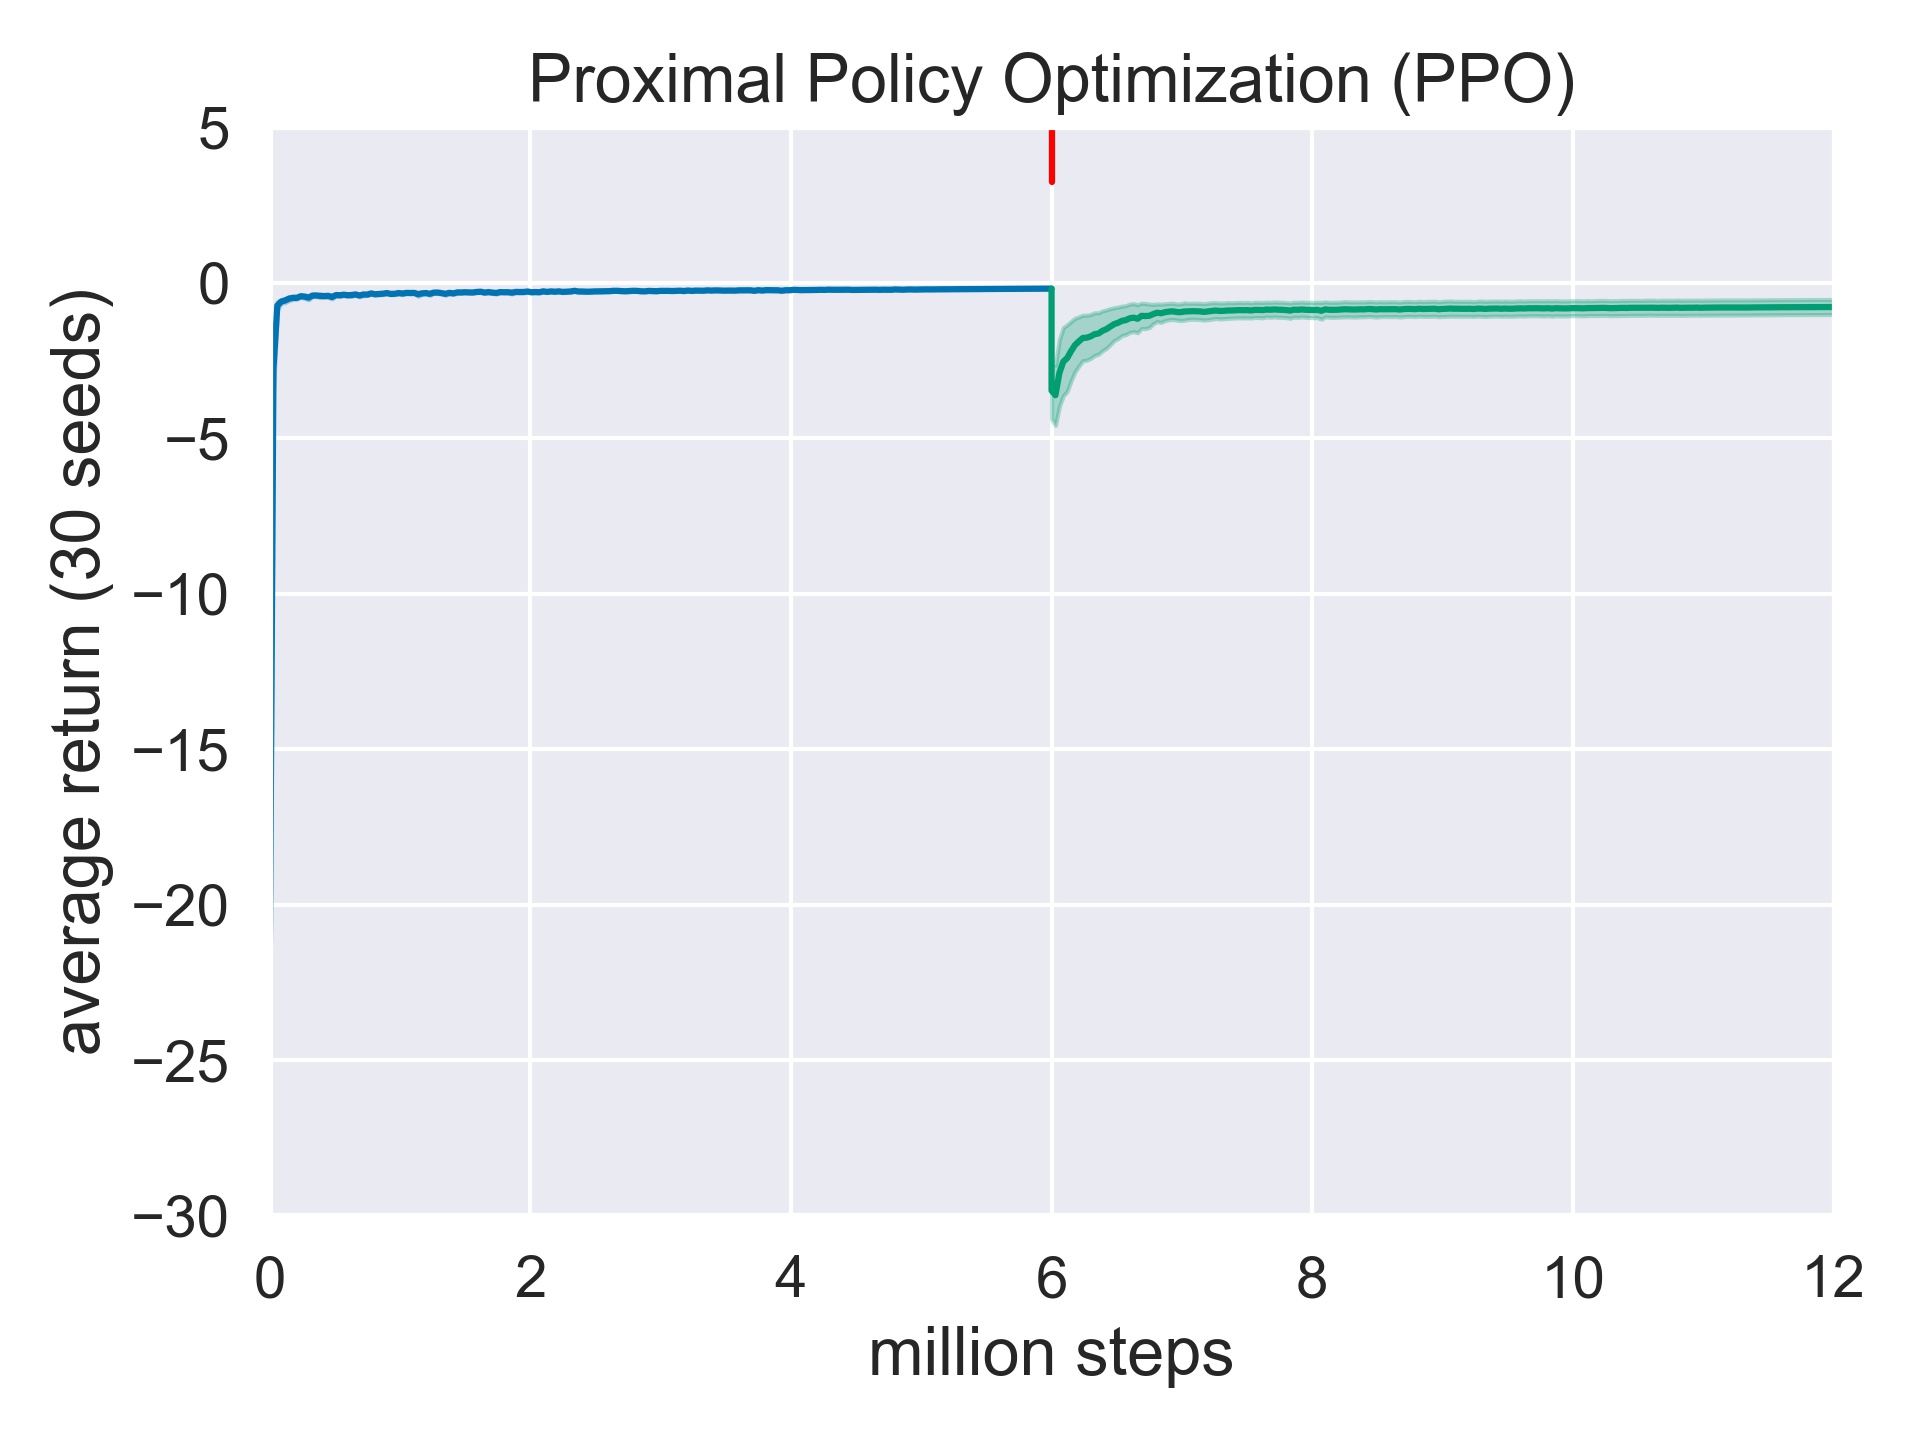 Proximal Policy Optimization (PPO)
average return (30 seeds)
5
0
−5
−10
−15
−20
−25
−30
0 2 4 6 8 10 12
million steps